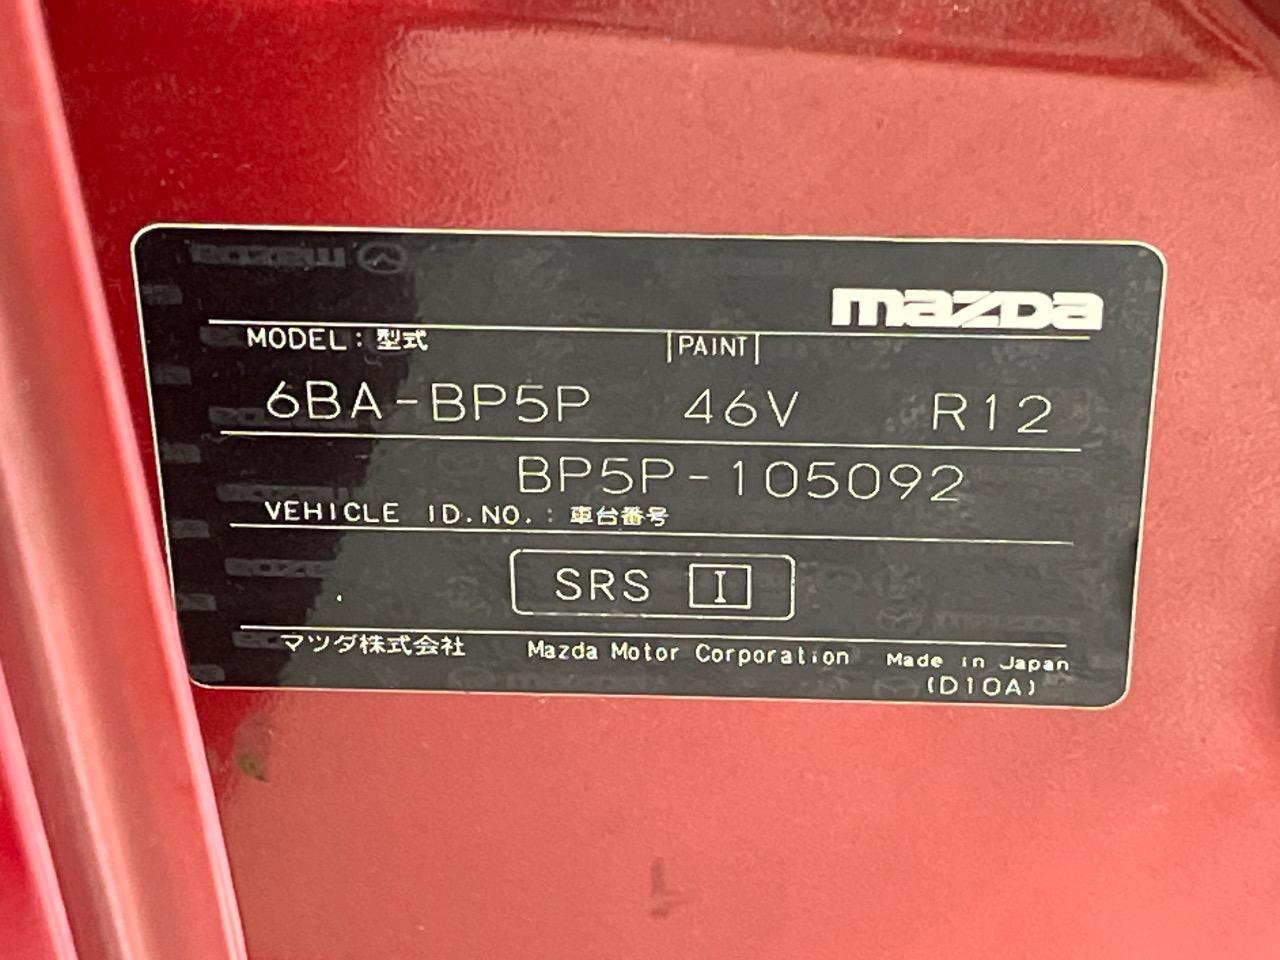 mazda
MODEL : 型式 PAINT
6BA-BP5P 46V R12
BP5P-105092
VEHICLE ID.NO. : 車台番号
SRS I
マツダ株式会社 Mazda Motor Corporation Made in Japan
(D10A)